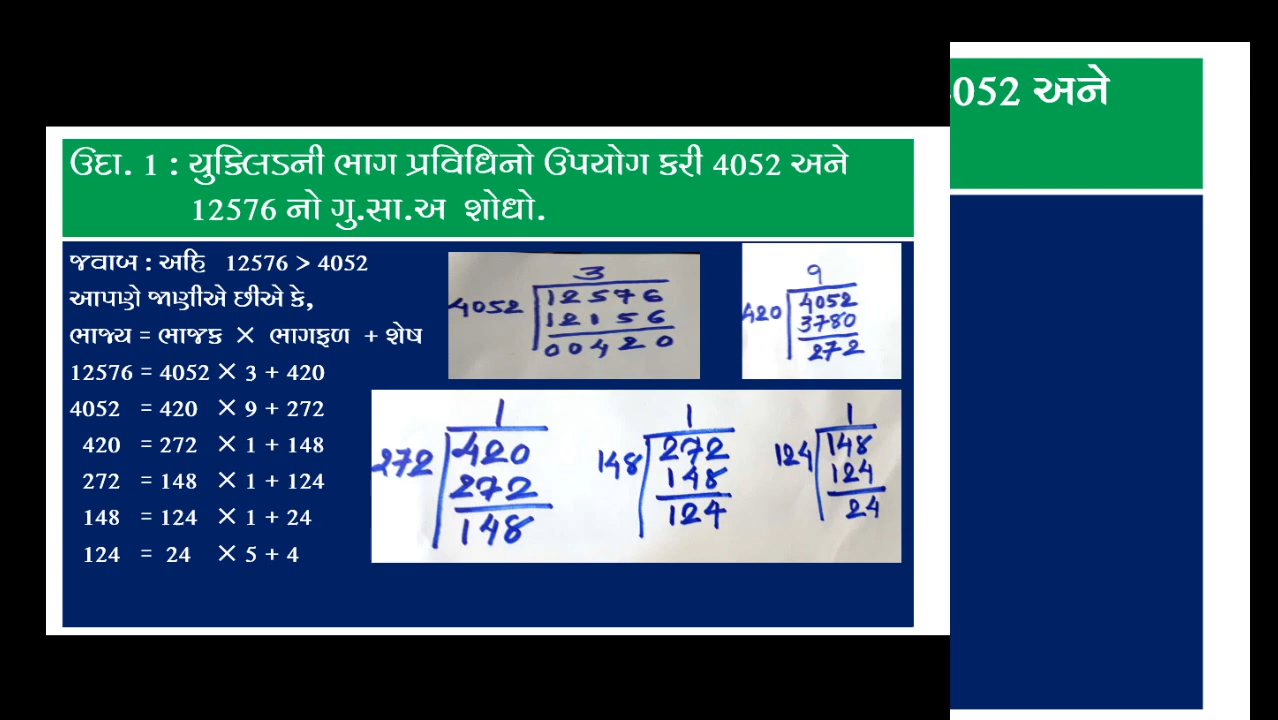 ઉદા. 1 : યુક્લિડની ભાગ પ્રવિધિનો ઉપયોગ કરી 4052 અને
12576 નો ગુ.સા.અ શોધો.
જવાબ : અહિ 12576 > 4052
આપણે જાણીએ છીએ કે,
ભાજ્ય = ભાજક × ભાગફળ + શેષ
12576 = 4052 × 3 + 420
4052 = 420 × 9 + 272
420 = 272 × 1 + 148
272 = 148 × 1 + 124
148 = 124 × 1 + 24
124 = 24 × 5 + 4
3
4052 12576
12156
00420
9
420 4052
3780
272
1
272 420
272
148
1
148 272
148
124
1
124 148
124
24
4052 અને